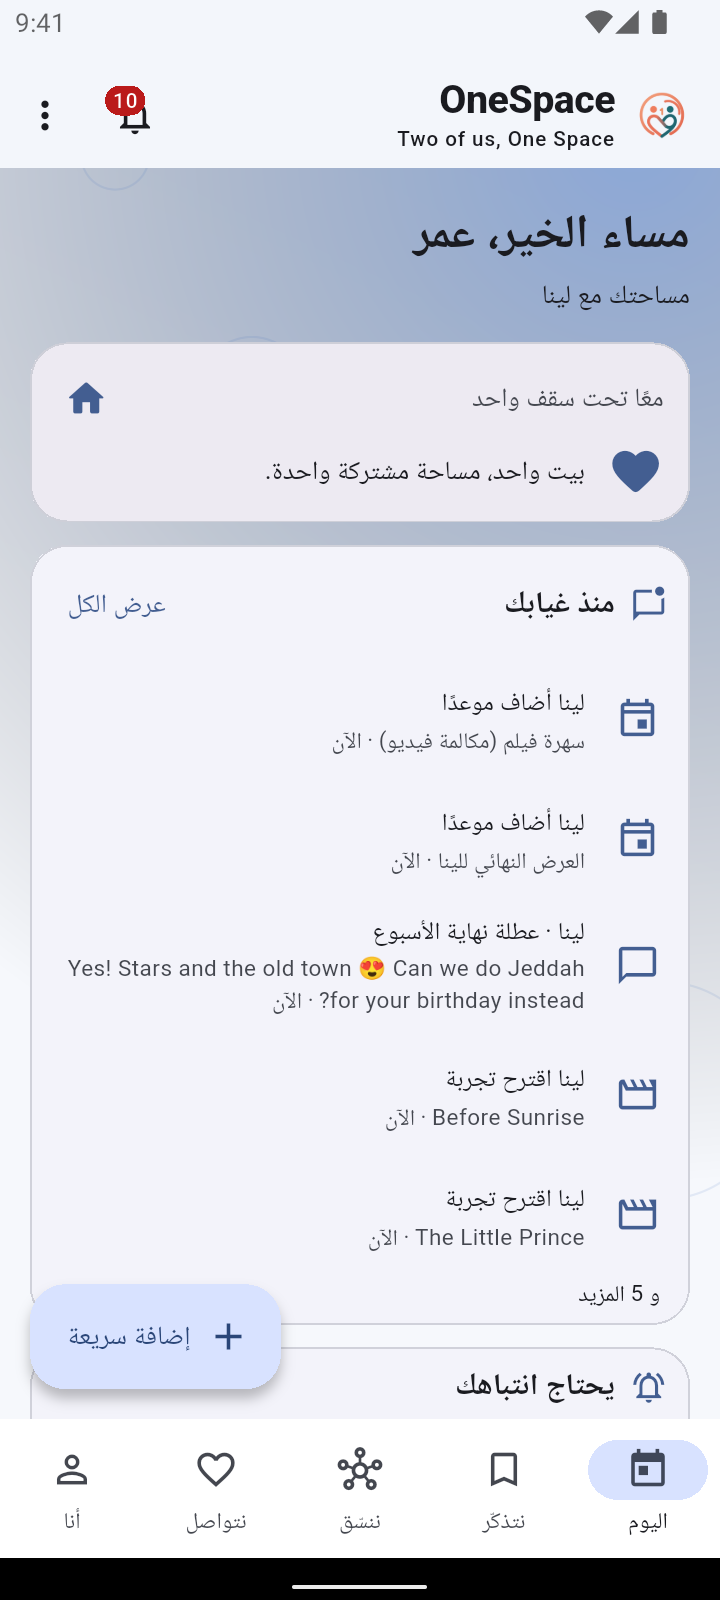 9:41
10
OneSpace
Two of us, One Space
مساء الخير، عمر
مساحتك مع لينا
معًا تحت سقف واحد
بيت واحد، مساحة مشتركة واحدة.
منذ غيابك
عرض الكل
لينا أضاف موعدًا
سهرة فيلم (مكالمة فيديو) · الآن
لينا أضاف موعدًا
العرض النهائي للينا · الآن
لينا · عطلة نهاية الأسبوع
Yes! Stars and the old town 😍 Can we do Jeddah
for your birthday instead? · الآن
لينا اقترح تجربة
Before Sunrise · الآن
لينا اقترح تجربة
The Little Prince · الآن
و 5 المزيد
إضافة سريعة
يحتاج انتباهك
اليوم
نتذكّر
ننسّق
نتواصل
أنا